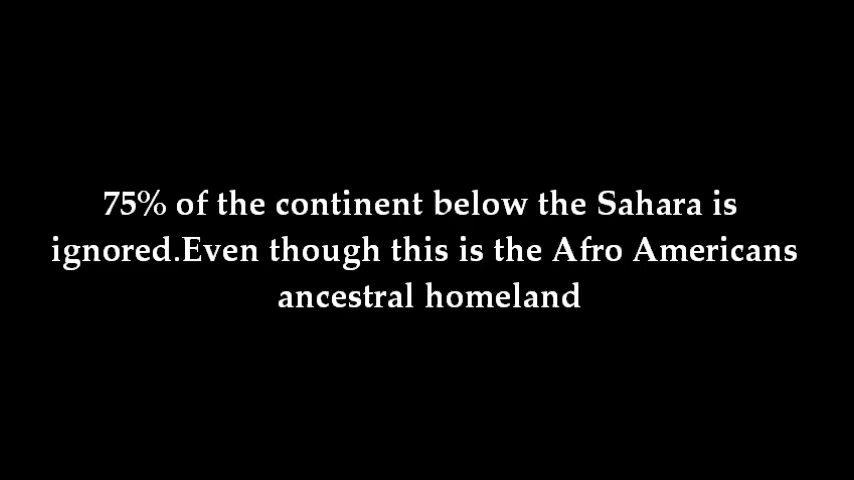 75% of the continent below the Sahara is
ignored.Even though this is the Afro Americans
ancestral homeland